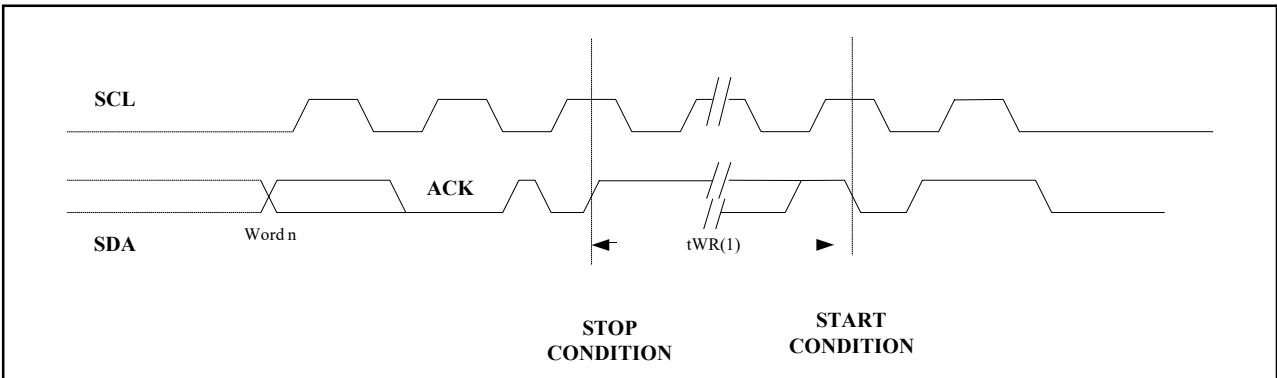 SCL
ACK
Word n
SDA
tWR(1)
STOP
CONDITION
START
CONDITION